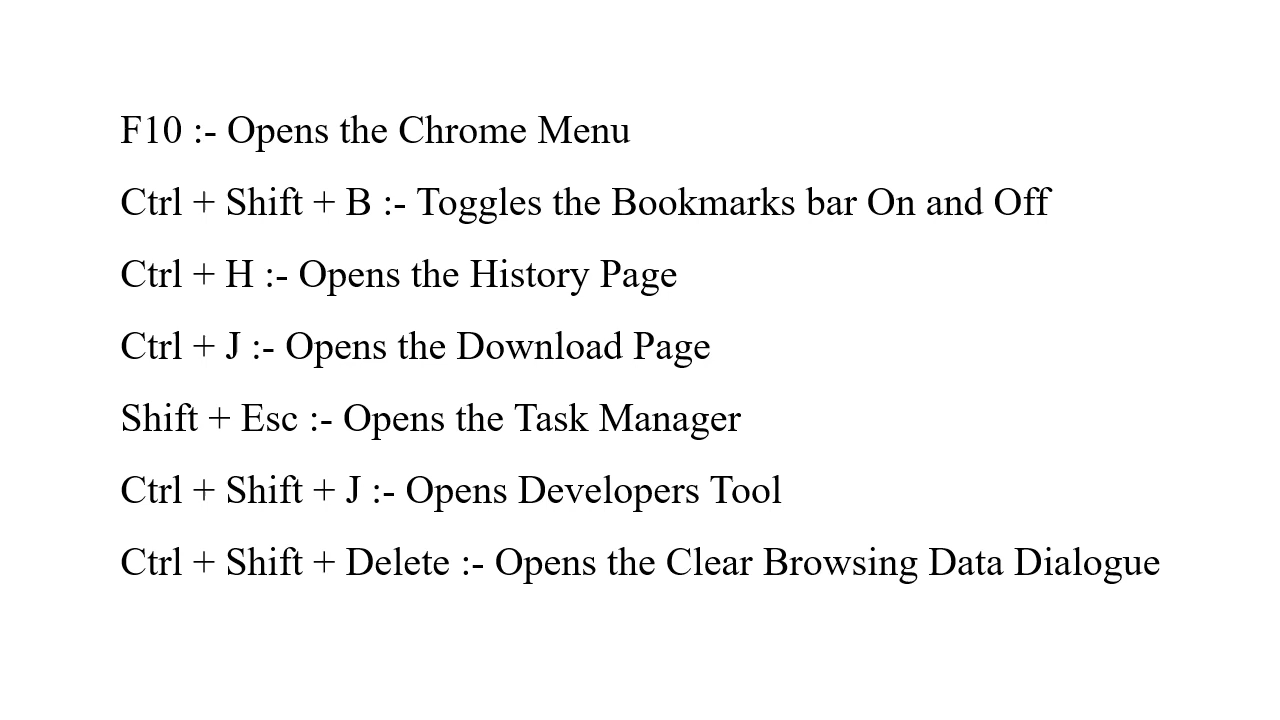 F10 :- Opens the Chrome Menu
Ctrl + Shift + B :- Toggles the Bookmarks bar On and Off
Ctrl + H :- Opens the History Page
Ctrl + J :- Opens the Download Page
Shift + Esc :- Opens the Task Manager
Ctrl + Shift + J :- Opens Developers Tool
Ctrl + Shift + Delete :- Opens the Clear Browsing Data Dialogue